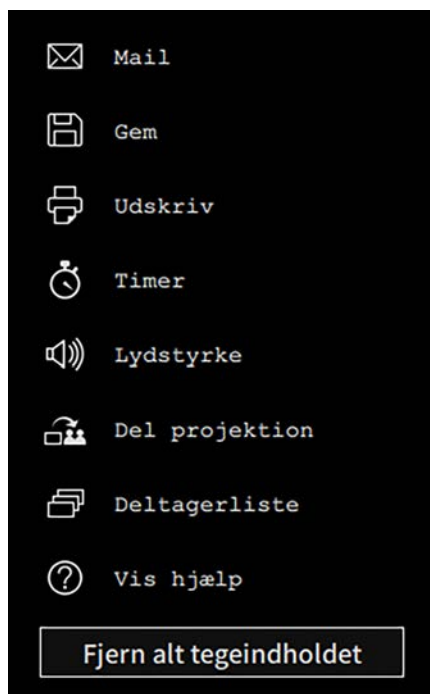 Mail
Gem
Udskriv
Timer
Lydstyrke
Del projektion
Deltagerliste
Vis hjælp
Fjern alt tegeindholdet